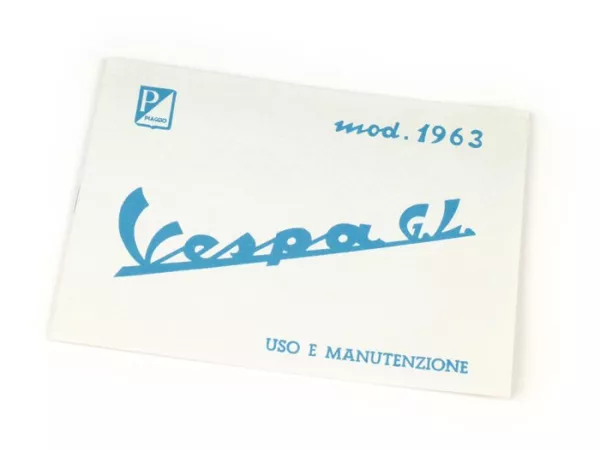 P
PIAGGIO
mod. 1963
Vespa G.L.
USO E MANUTENZIONE